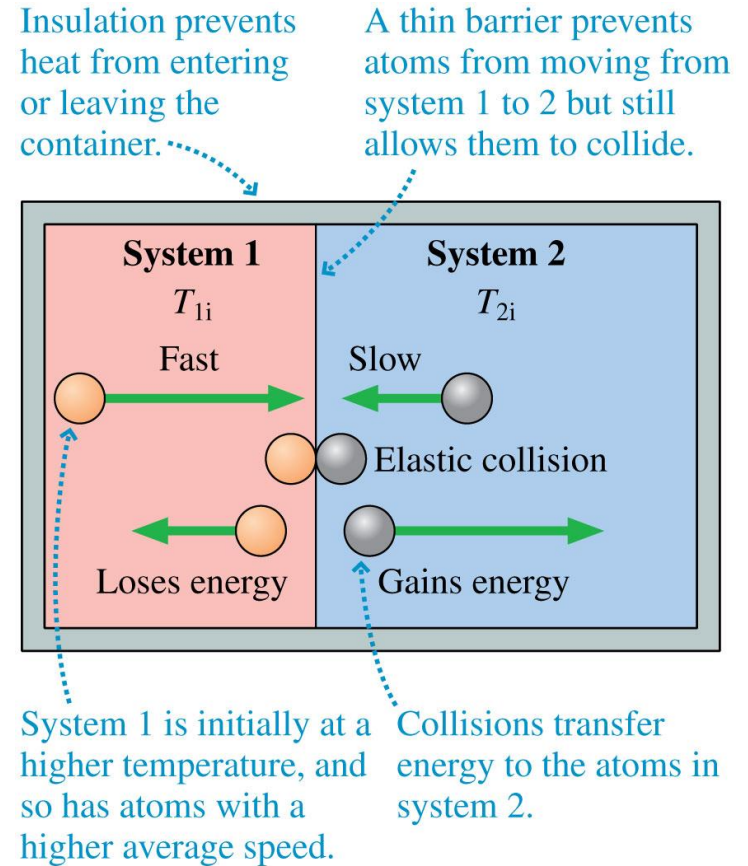 Insulation prevents
heat from entering
or leaving the
container.
A thin barrier prevents
atoms from moving from
system 1 to 2 but still
allows them to collide.
System 1
T1i
Fast
System 2
T2i
Slow
Elastic collision
Loses energy
Gains energy
System 1 is initially at a
higher temperature, and
so has atoms with a
higher average speed.
Collisions transfer
energy to the atoms in
system 2.